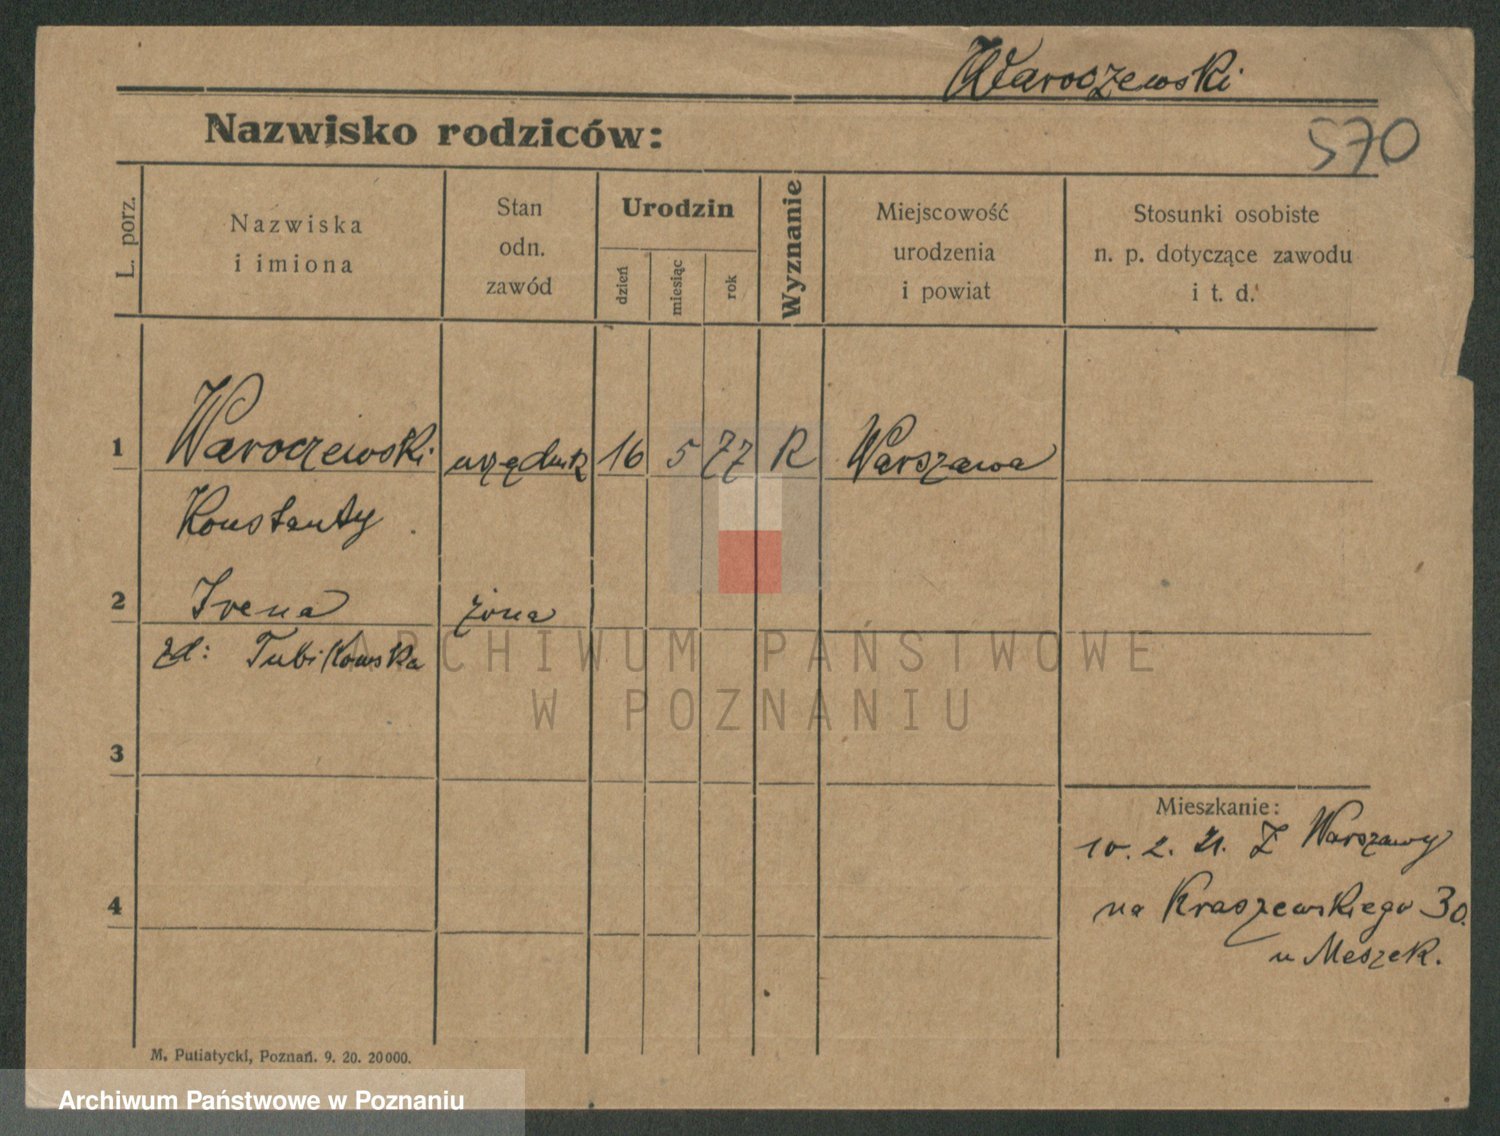 Waroczewski
570
Nazwisko rodziców:
L. porz.
Nazwiska
i imiona
Stan
odn.
zawód
Urodzin
dzień
miesiąc
rok
Wyznanie
Miejscowość
urodzenia
i powiat
Stosunki osobiste
n. p. dotyczące zawodu
i t. d.
1 Waroczewski urzędnik 16 5 77 R Warszawa
Konstanty
2 Irena żona
zd: Tubikowska
ARCHIWUM PAŃSTWOWE
W POZNANIU
3
Mieszkanie:
10. 2. 21. Z Warszawy
4
na Kraszewskiego 30.
u Meszek.
M. Putiatycki, Poznań. 9. 20. 20000.
Archiwum Państwowe w Poznaniu